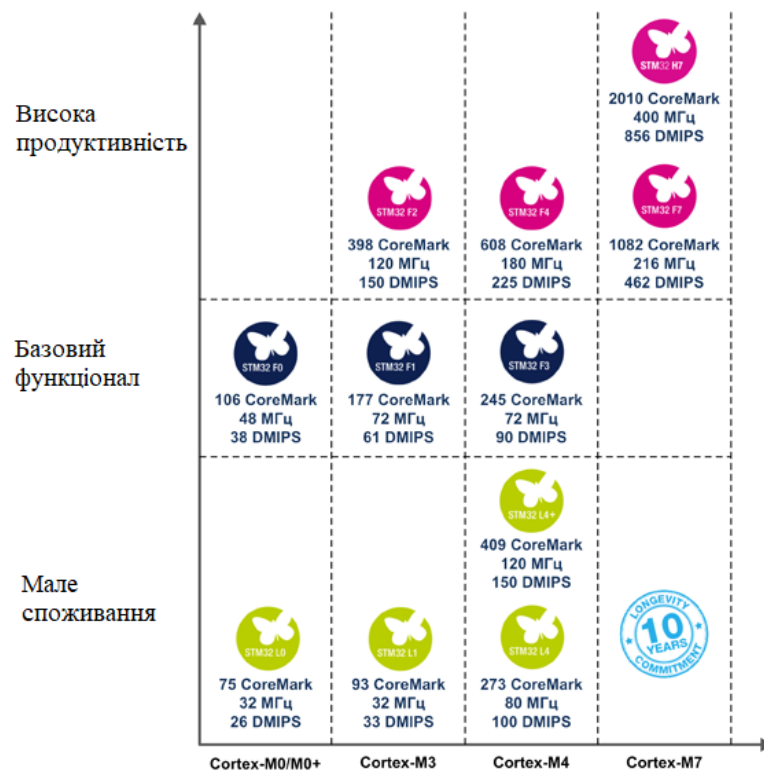 Висока
продуктивність
STM32 H7
2010 CoreMark
400 МГц
856 DMIPS
STM32 F2
398 CoreMark
120 МГц
150 DMIPS
STM32 F4
608 CoreMark
180 МГц
225 DMIPS
STM32 F7
1082 CoreMark
216 МГц
462 DMIPS
Базовий
функціонал
STM32 F0
106 CoreMark
48 МГц
38 DMIPS
STM32 F1
177 CoreMark
72 МГц
61 DMIPS
STM32 F3
245 CoreMark
72 МГц
90 DMIPS
Мале
споживання
STM32 L4+
409 CoreMark
120 МГц
150 DMIPS
STM32 L0
75 CoreMark
32 МГц
26 DMIPS
STM32 L1
93 CoreMark
32 МГц
33 DMIPS
STM32 L4
273 CoreMark
80 МГц
100 DMIPS
LONGEVITY
10
YEARS
COMMITMENT
Cortex-M0/M0+
Cortex-M3
Cortex-M4
Cortex-M7